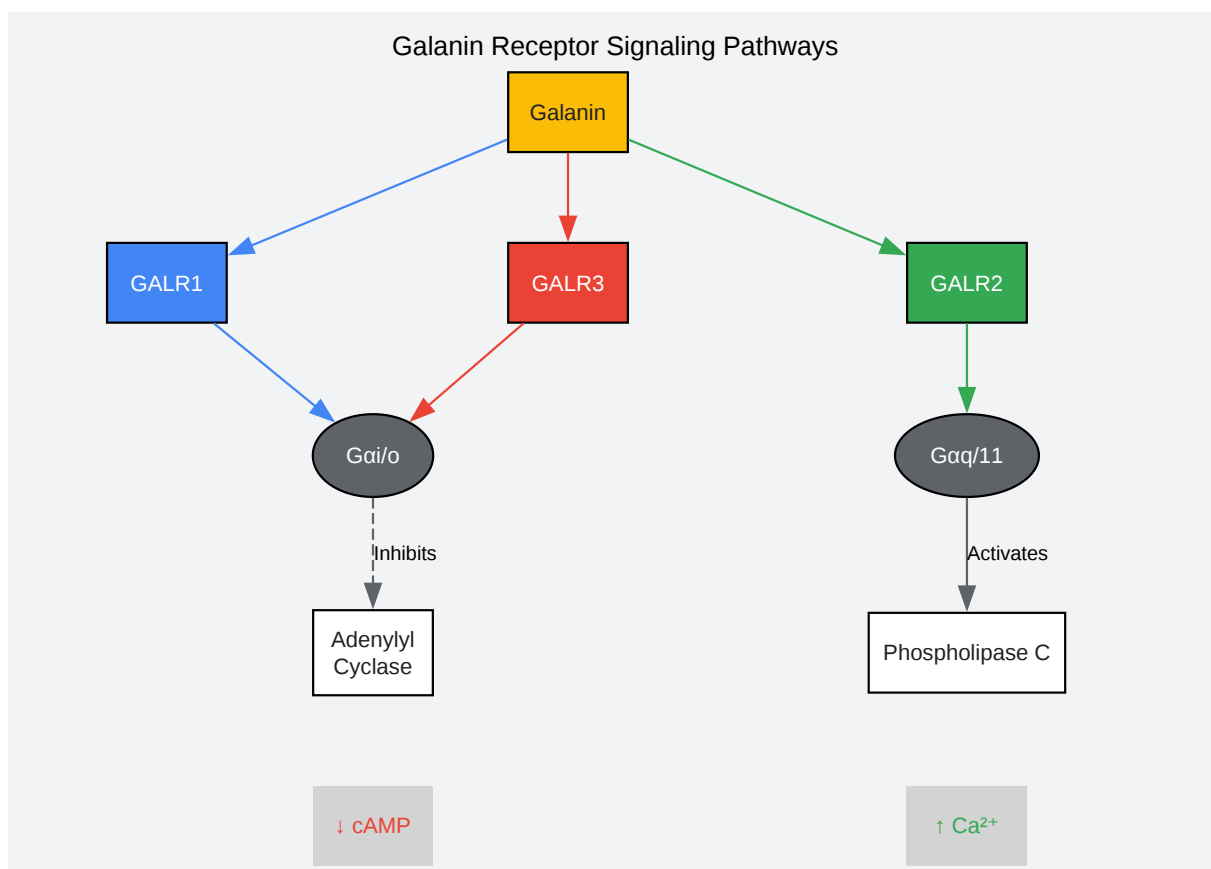 Galanin Receptor Signaling Pathways
Galanin
GALR1
GALR3
GALR2
Gαi/o
Gαq/11
Inhibits
Activates
Adenylyl
Cyclase
Phospholipase C
↓ cAMP
↑ Ca²⁺